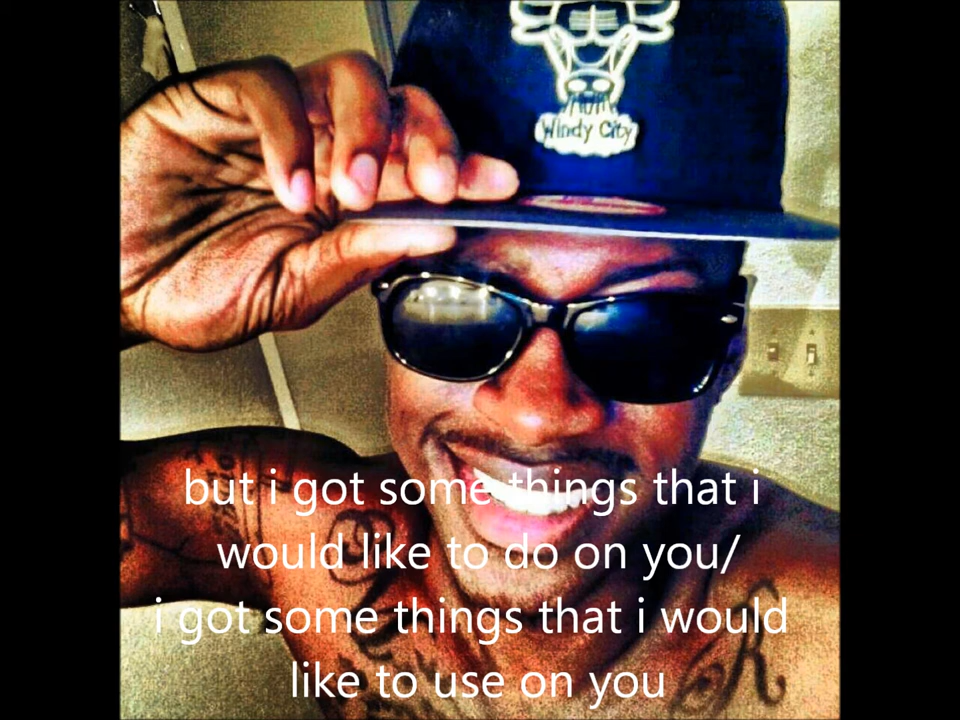 Windy City
but i got some things that i
would like to do on you/
i got some things that i would
like to use on you